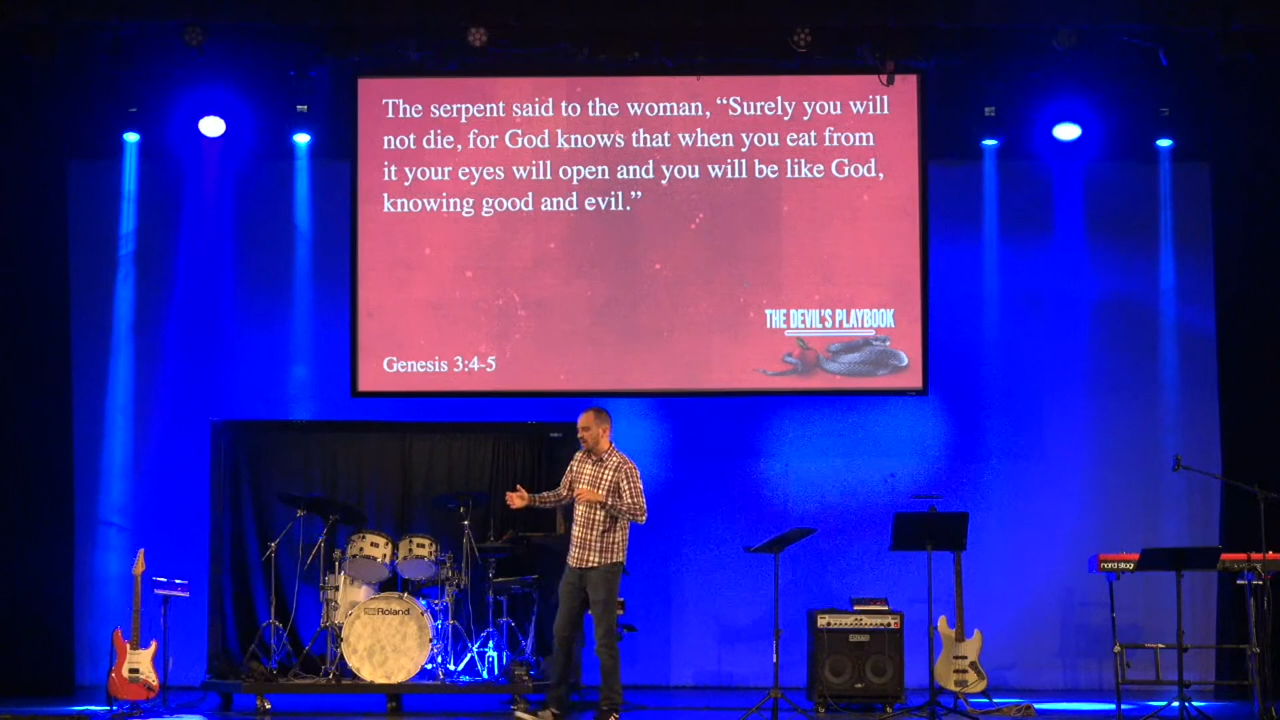 The serpent said to the woman, “Surely you will
not die, for God knows that when you eat from
it your eyes will open and you will be like God,
knowing good and evil.”
THE DEVIL'S PLAYBOOK
Genesis 3:4-5
Roland
nord stag